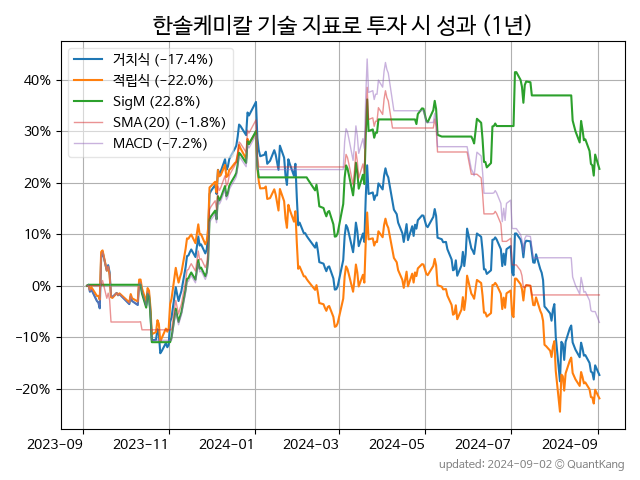 한솔케미칼 기술 지표로 투자 시 성과 (1년)
거치식 (−17.4%)
적립식 (−22.0%)
SigM (22.8%)
SMA(20) (−1.8%)
MACD (−7.2%)
40%
30%
20%
10%
0%
−10%
−20%
2023-09
2023-11
2024-01
2024-03
2024-05
2024-07
2024-09
updated: 2024-09-02 © QuantKang